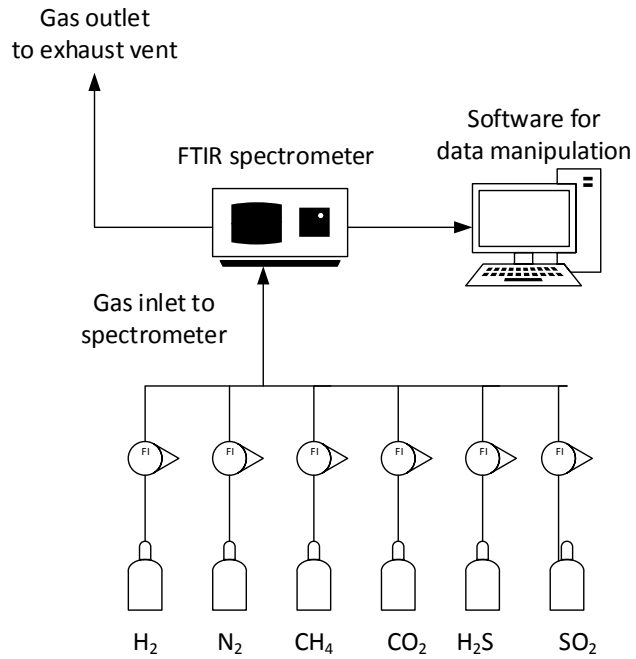 Gas outlet
to exhaust vent
FTIR spectrometer
Software for
data manipulation
Gas inlet to
spectrometer
FI FI FI FI FI FI
H₂ N₂ CH₄ CO₂ H₂S SO₂